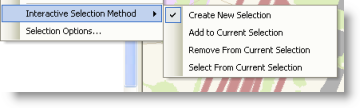 Interactive Selection Method
Selection Options...
Create New Selection
Add to Current Selection
Remove From Current Selection
Select From Current Selection